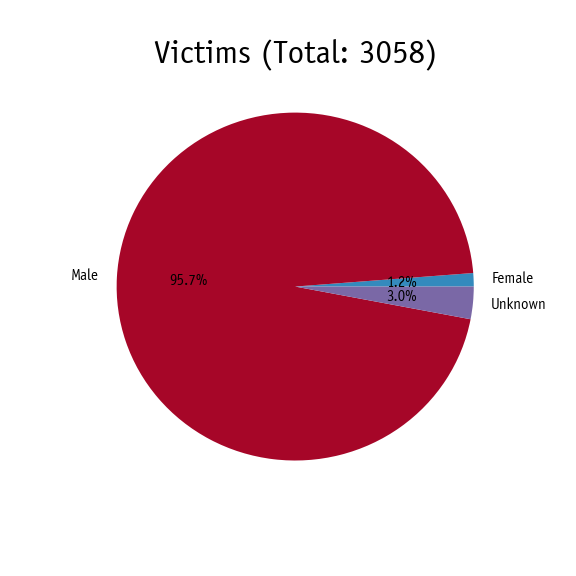 Victims (Total: 3058)
Male
95.7%
1.2%
Female
3.0%
Unknown